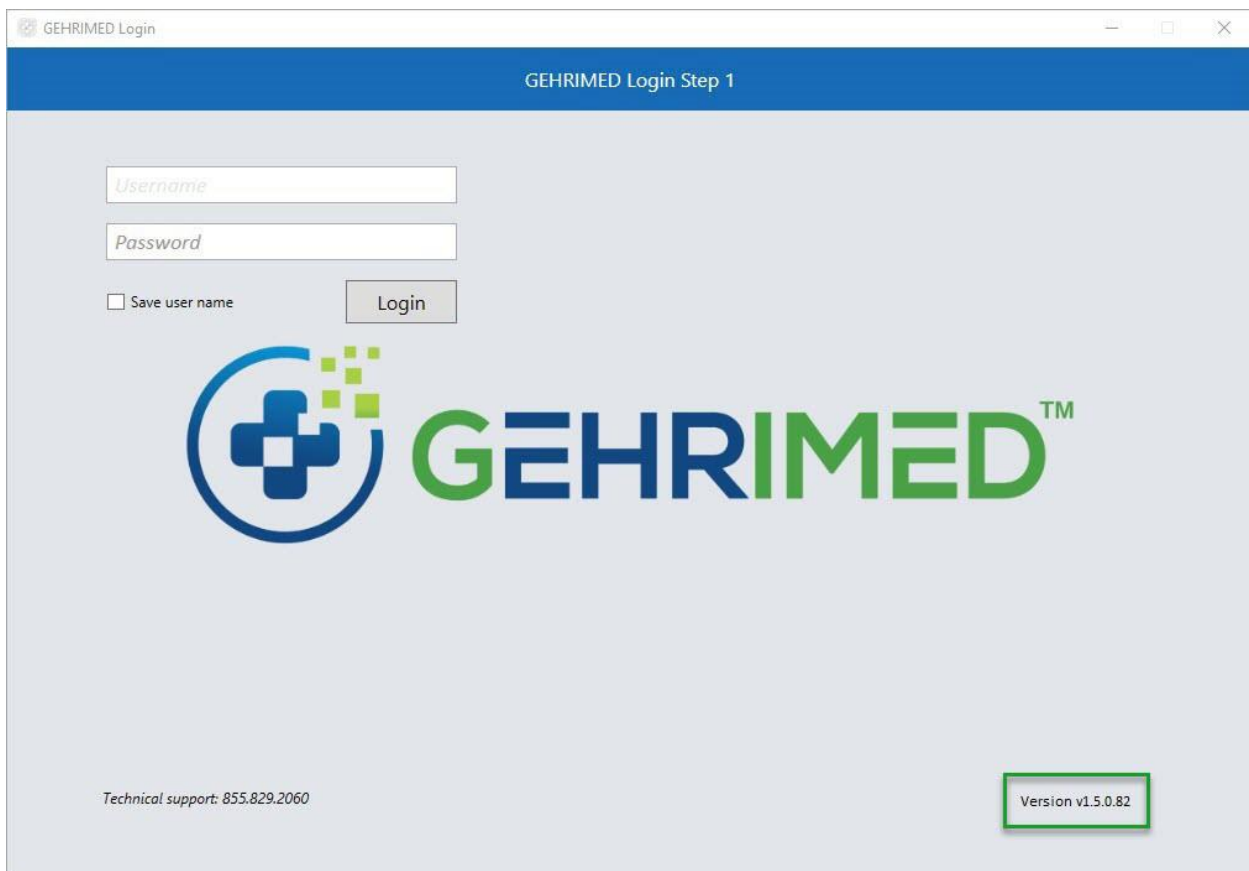 GEHRIMED Login
GEHRIMED Login Step 1
Username
Password
Save user name
Login
GEHRIMED™
Technical support: 855.829.2060
Version v1.5.0.82